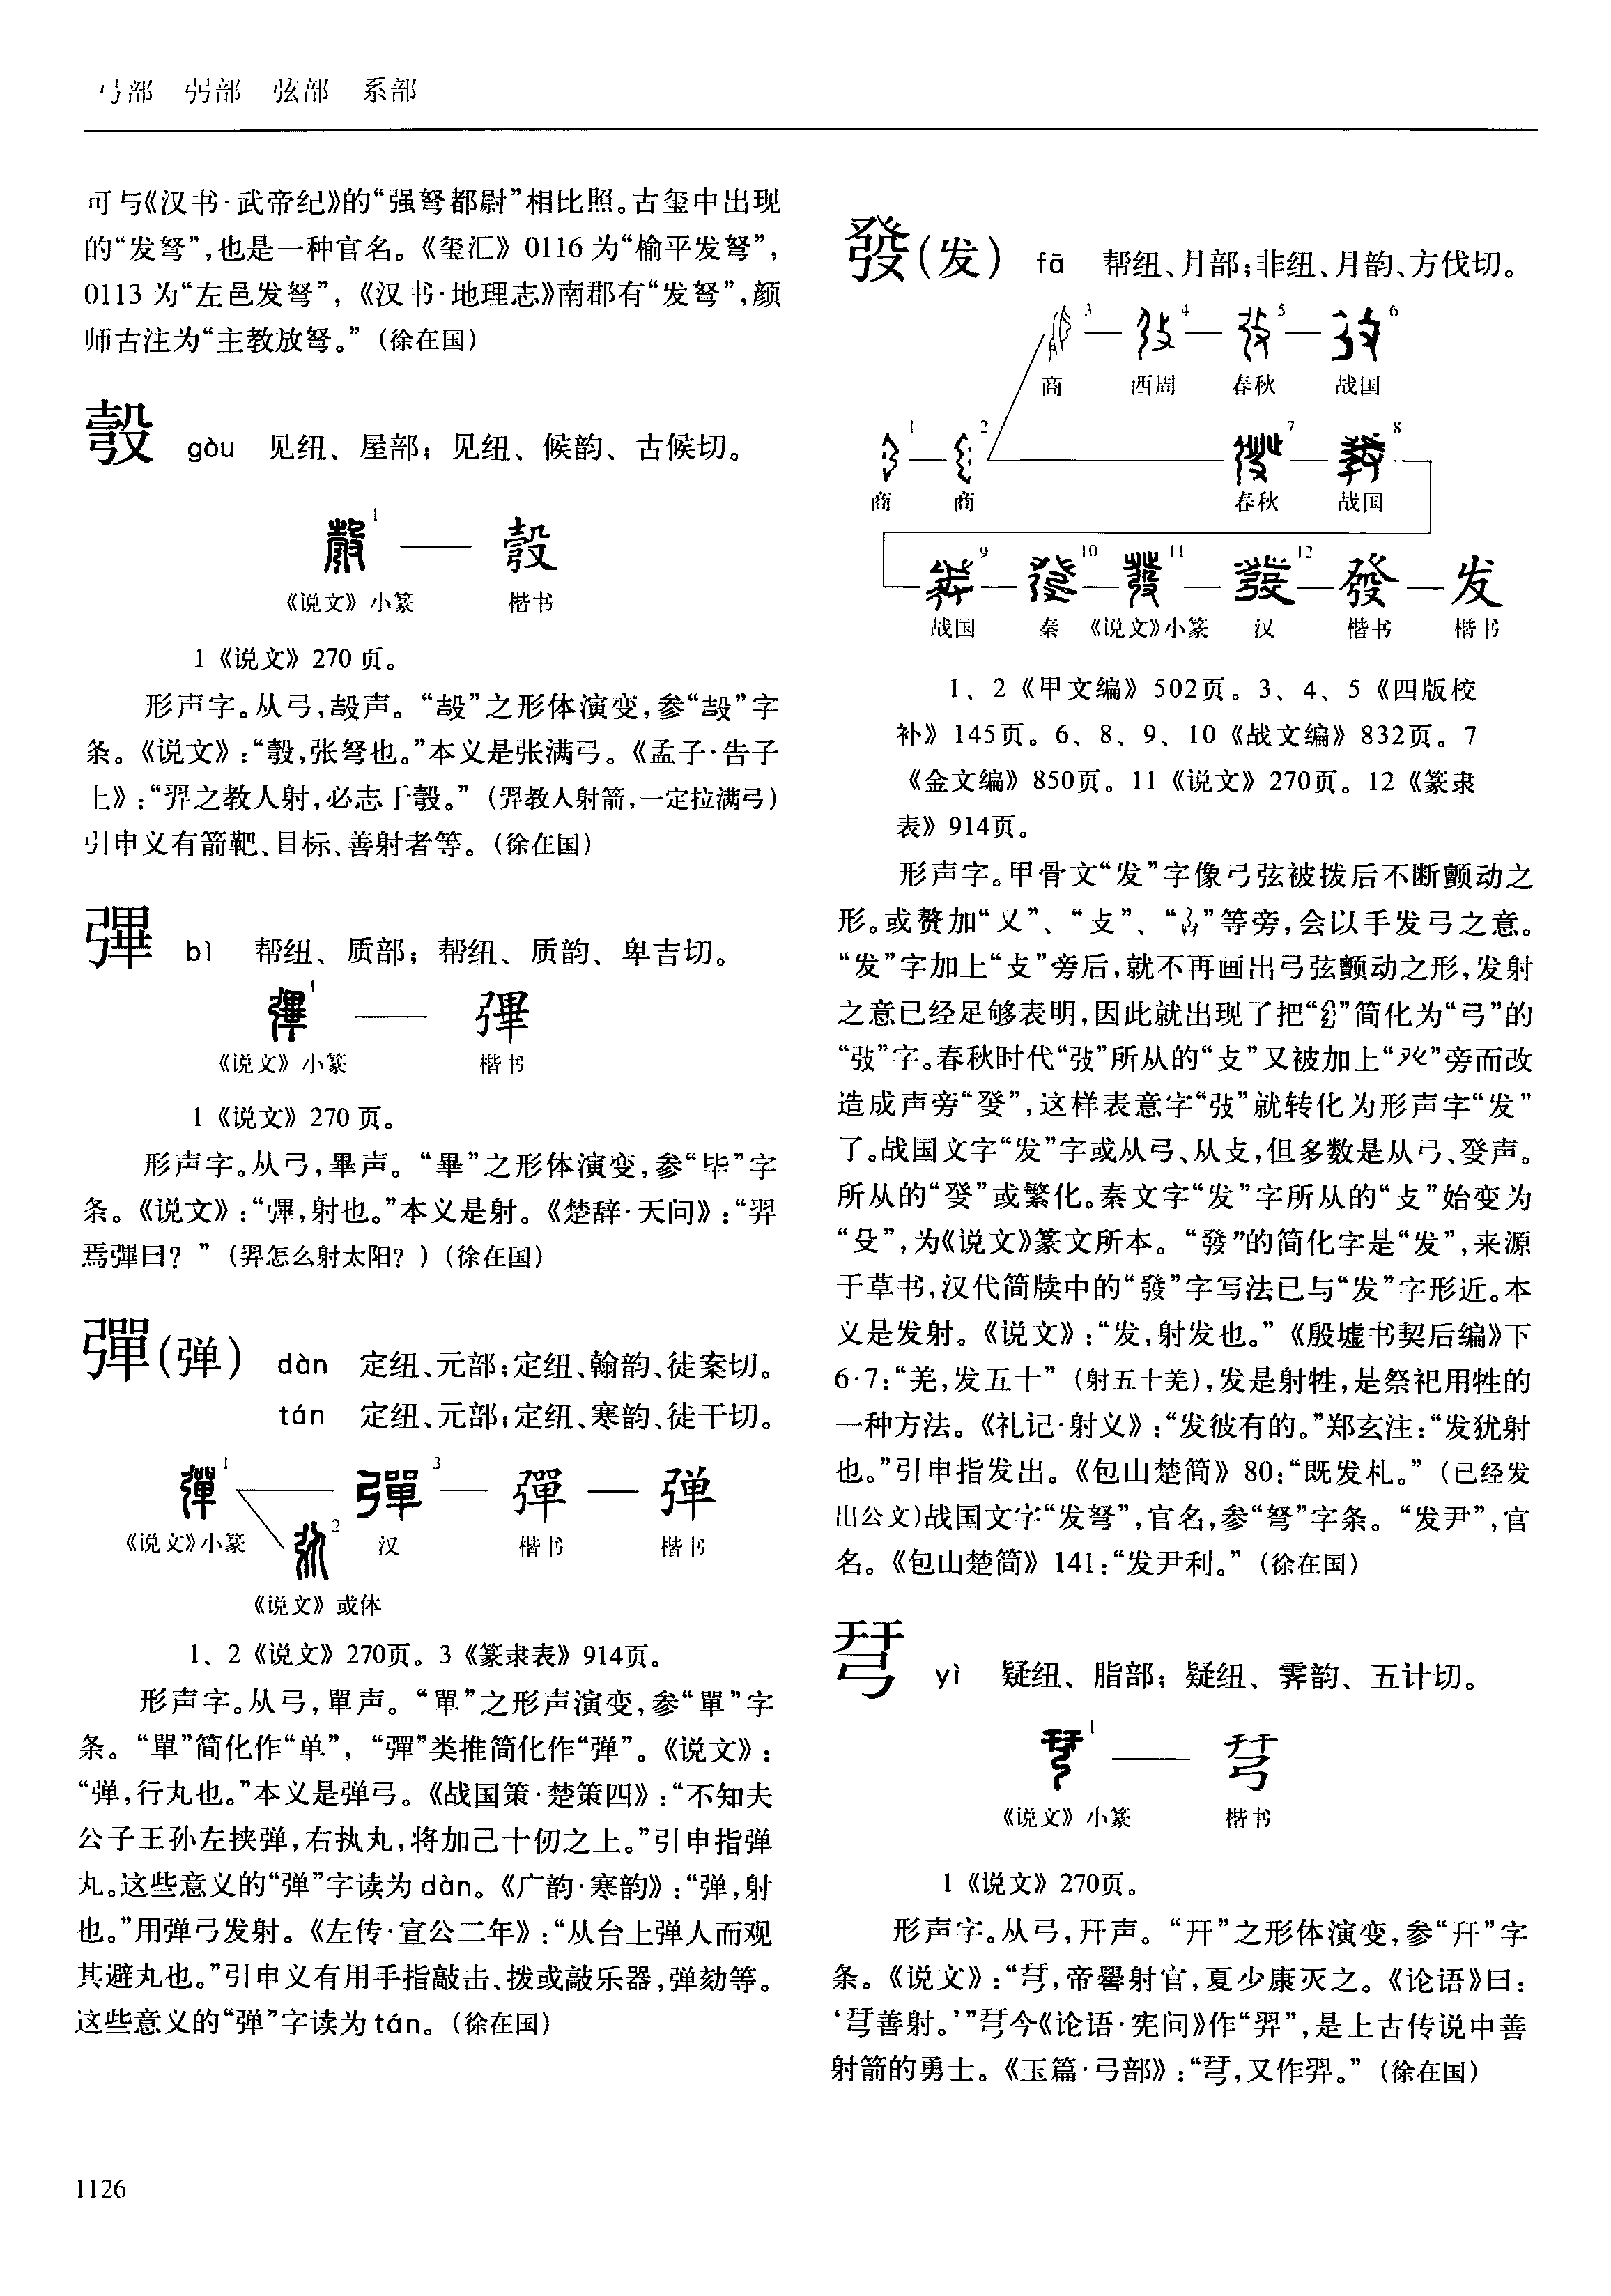 弓部 弜部 弦部 系部
可与《汉书·武帝纪》的“强弩都尉”相比照。古玺中出现
的“发弩”，也是一种官名。《玺汇》0116为“榆平发弩”，
0113为“左邑发弩”，《汉书·地理志》南郡有“发弩”，颜
师古注为“主教放弩。”（徐在国）
彀 gòu 见纽、屋部；见纽、候韵、古候切。
1 —— 彀
《说文》小篆 楷书
1《说文》270页。
形声字。从弓，㱿声。“㱿”之形体演变，参“㱿”字
条。《说文》：“彀，张弩也。”本义是张满弓。《孟子·告子
上》：“羿之教人射，必志于彀。”（羿教人射箭，一定拉满弓）
引申义有箭靶、目标、善射者等。（徐在国）
彃 bì 帮纽、质部；帮纽、质韵、卑吉切。
1 —— 彃
《说文》小篆 楷书
1《说文》270页。
形声字。从弓，畢声。“畢”之形体演变，参“毕”字
条。《说文》：“彃，射也。”本义是射。《楚辞·天问》：“羿
焉彃日？”（羿怎么射太阳？）（徐在国）
彈（弹） dàn 定纽、元部；定纽、翰韵、徒案切。
tán 定纽、元部；定纽、寒韵、徒干切。
1 彈 3 — 彈 — 弹
《说文》小篆 2 汉 楷书 楷书
《说文》或体
1、2《说文》270页。3《篆隶表》914页。
形声字。从弓，單声。“單”之形声演变，参“單”字
条。“單”简化作“单”，“彈”类推简化作“弹”。《说文》：
“弹，行丸也。”本义是弹弓。《战国策·楚策四》：“不知夫
公子王孙左挟弹，右执丸，将加己十仞之上。”引申指弹
丸。这些意义的“弹”字读为dàn。《广韵·寒韵》：“弹，射
也。”用弹弓发射。《左传·宣公二年》：“从台上弹人而观
其避丸也。”引申义有用手指敲击、拨或敲乐器，弹劾等。
这些意义的“弹”字读为tán。（徐在国）
發（发） fā 帮纽、月部；非纽、月韵、方伐切。
3 — 4 — 5 — 6
商 西周 春秋 战国
1 — 2 7 — 8
商 商 春秋 战国
9 — 10 — 11 — 12 — 發 — 发
战国 秦 《说文》小篆 汉 楷书 楷书
1、2《甲文编》502页。3、4、5《四版校
补》145页。6、8、9、10《战文编》832页。7
《金文编》850页。11《说文》270页。12《篆隶
表》914页。
形声字。甲骨文“发”字像弓弦被拨后不断颤动之
形。或赘加“又”、“攴”、“”等旁，会以手发弓之意。
“发”字加上“攴”旁后，就不再画出弓弦颤动之形，发射
之意已经足够表明，因此就出现了把“”简化为“弓”的
“𢎿”字。春秋时代“𢎿”所从的“攴”又被加上“癶”旁而改
造成声旁“癹”，这样表意字“𢎿”就转化为形声字“发”
了。战国文字“发”字或从弓、从攴，但多数是从弓、癹声。
所从的“癹”或繁化。秦文字“发”字所从的“攴”始变为
“殳”，为《说文》篆文所本。“發”的简化字是“发”，来源
于草书，汉代简牍中的“發”字写法已与“发”字形近。本
义是发射。《说文》：“发，射发也。”《殷墟书契后编》下
6·7：“羌，发五十”（射五十羌），发是射牲，是祭祀用牲的
一种方法。《礼记·射义》：“发彼有的。”郑玄注：“发犹射
也。”引申指发出。《包山楚简》80：“既发札。”（已经发
出公文）战国文字“发弩”，官名，参“弩”字条。“发尹”，官
名。《包山楚简》141：“发尹利。”（徐在国）
𢏗 yì 疑纽、脂部；疑纽、霁韵、五计切。
1 —— 𢏗
《说文》小篆 楷书
1《说文》270页。
形声字。从弓，幵声。“幵”之形体演变，参“幵”字
条。《说文》：“𢏗，帝喾射官，夏少康灭之。《论语》曰：
‘𢏗善射。’”𢏗今《论语·宪问》作“羿”，是上古传说中善
射箭的勇士。《玉篇·弓部》：“𢏗，又作羿。”（徐在国）
1126